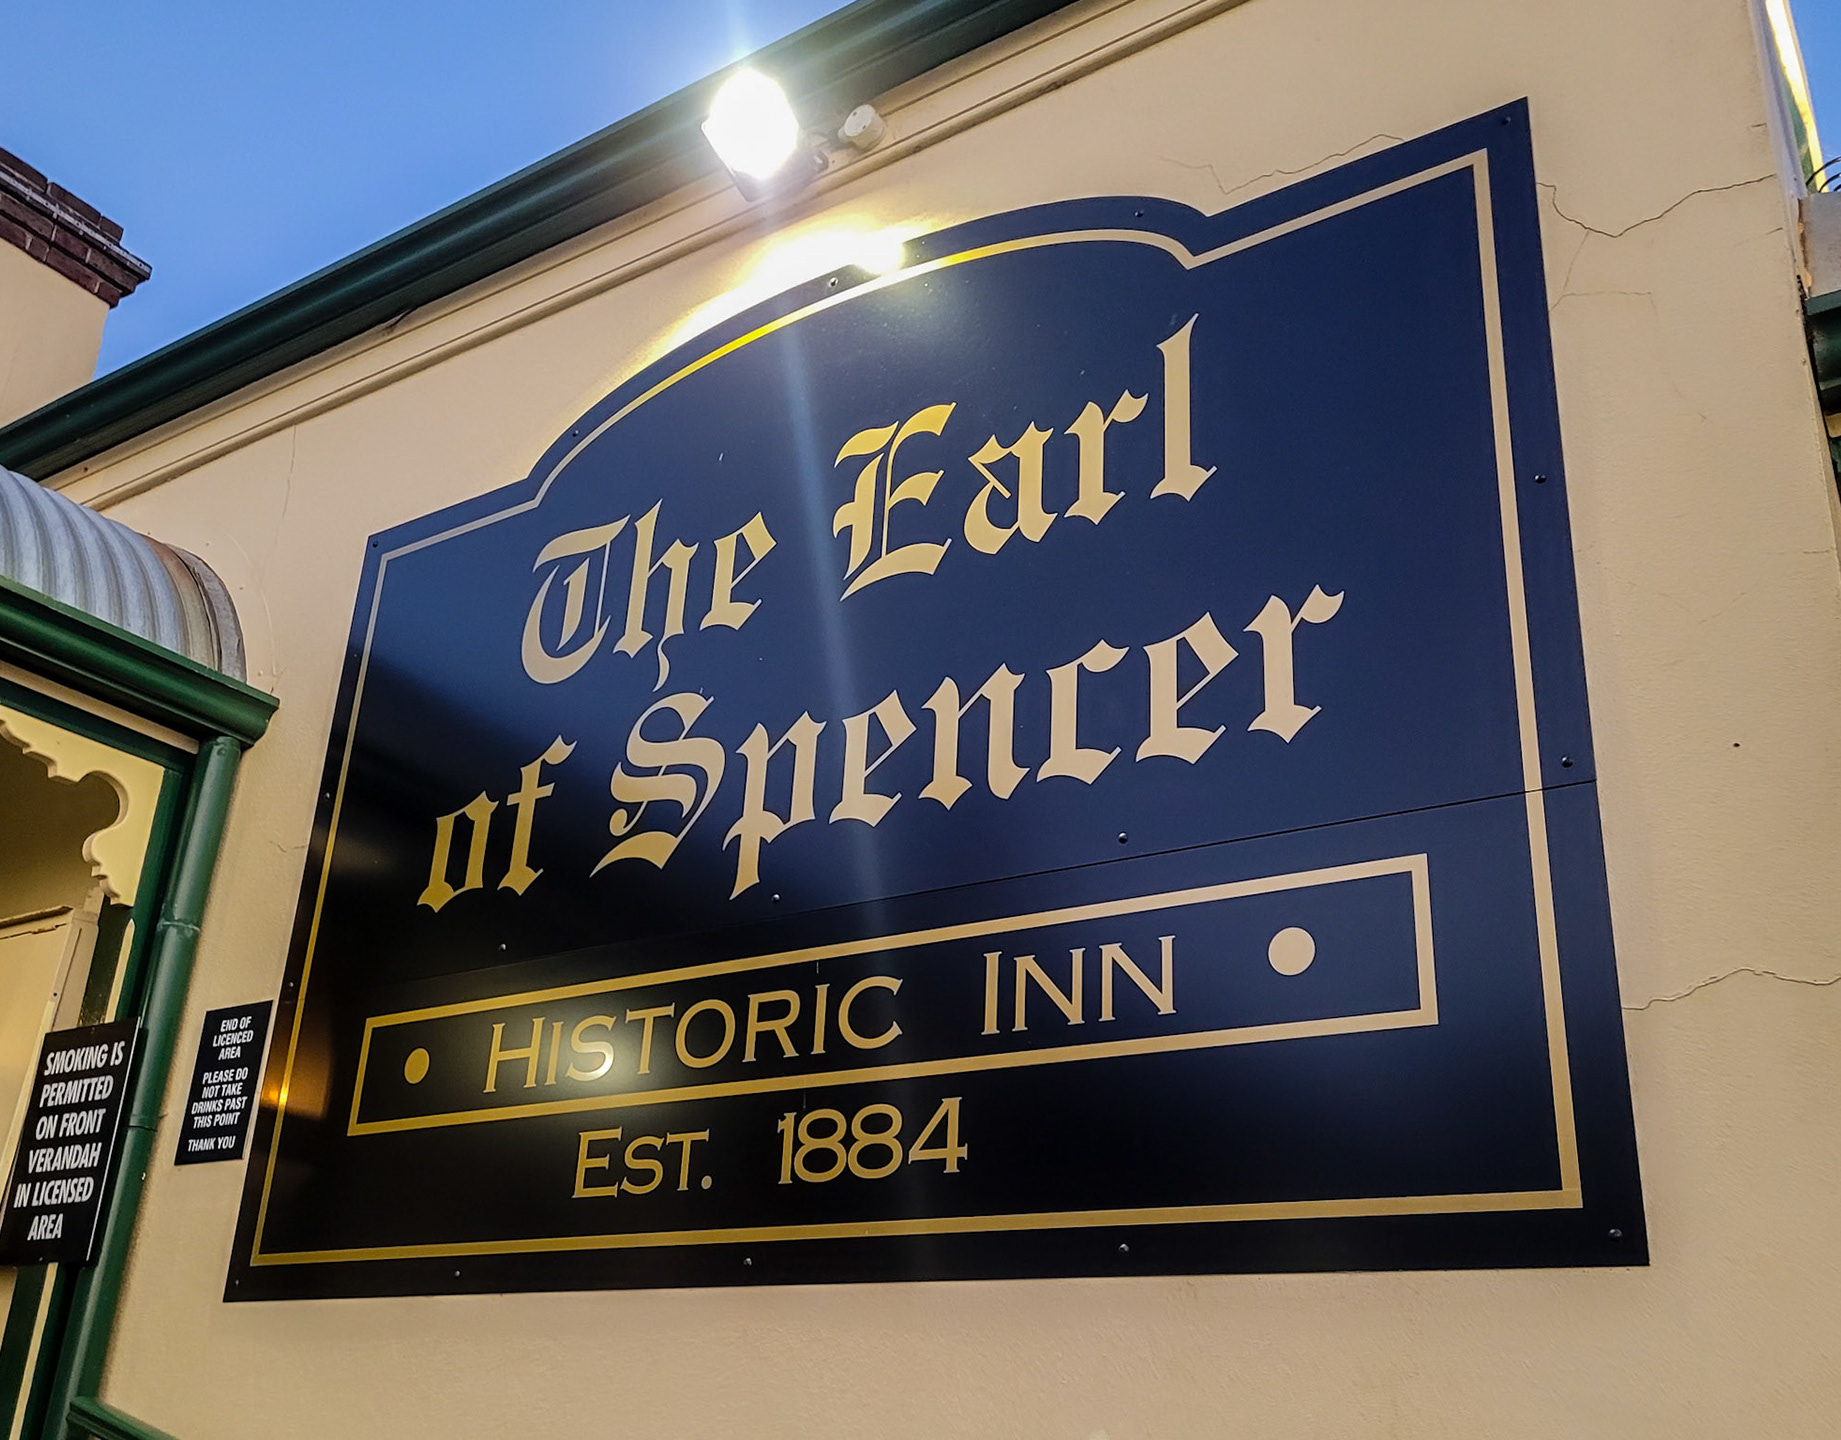 The Earl
of Spencer
HISTORIC INN
EST. 1884
END OF
LICENCED
AREA
PLEASE DO
NOT TAKE
DRINKS PAST
THIS POINT
THANK YOU
SMOKING IS
PERMITTED
ON FRONT
VERANDAH
IN LICENSED
AREA